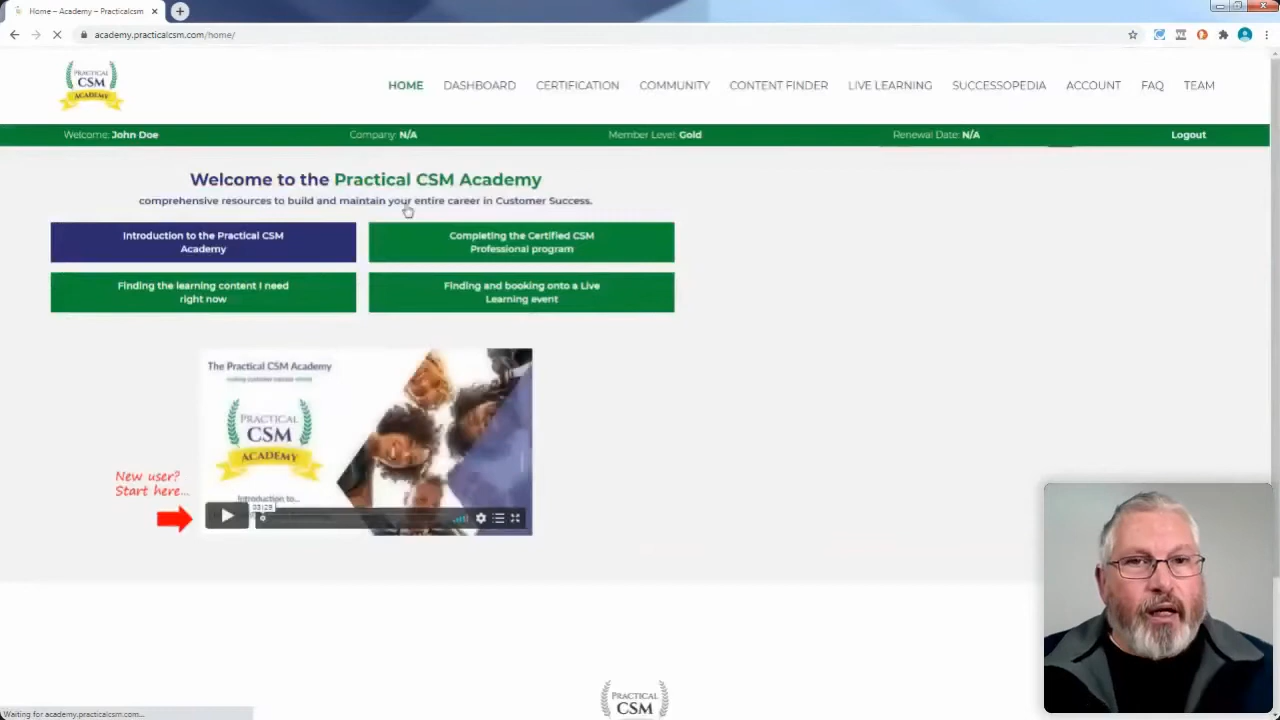 Home – Academy – Practicalcsm
academy.practicalcsm.com/home/
PRACTICAL
CSM
ACADEMY
HOME DASHBOARD CERTIFICATION COMMUNITY CONTENT FINDER LIVE LEARNING SUCCESSOPEDIA ACCOUNT FAQ TEAM
Welcome: John Doe Company: N/A Member Level: Gold Renewal Date: N/A Logout
Welcome to the Practical CSM Academy
comprehensive resources to build and maintain your entire career in Customer Success.
Introduction to the Practical CSM
Academy
Completing the Certified CSM
Professional program
Finding the learning content I need
right now
Finding and booking onto a Live
Learning event
The Practical CSM Academy
PRACTICAL
CSM
ACADEMY
Introduction to...
New user?
Start here...
03:29
PRACTICAL
CSM
Waiting for academy.practicalcsm.com...